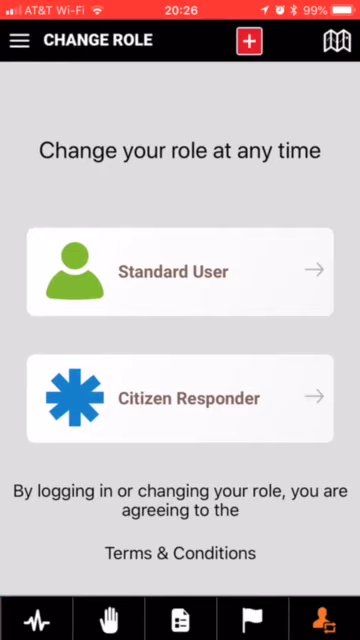 AT&T Wi-Fi 20:26 99%
CHANGE ROLE
Change your role at any time
Standard User
Citizen Responder
By logging in or changing your role, you are
agreeing to the
Terms & Conditions